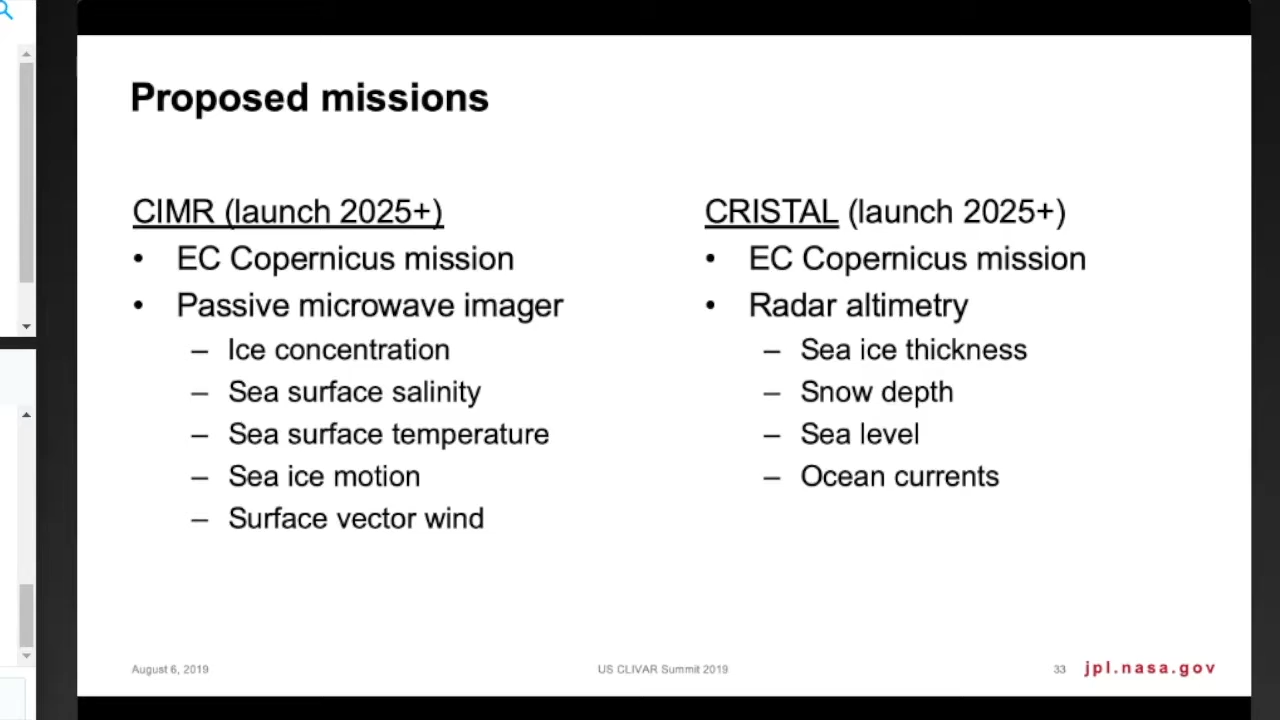 Proposed missions
CIMR (launch 2025+)
• EC Copernicus mission
• Passive microwave imager
– Ice concentration
– Sea surface salinity
– Sea surface temperature
– Sea ice motion
– Surface vector wind
CRISTAL (launch 2025+)
• EC Copernicus mission
• Radar altimetry
– Sea ice thickness
– Snow depth
– Sea level
– Ocean currents
August 6, 2019
US CLIVAR Summit 2019
33
jpl.nasa.gov